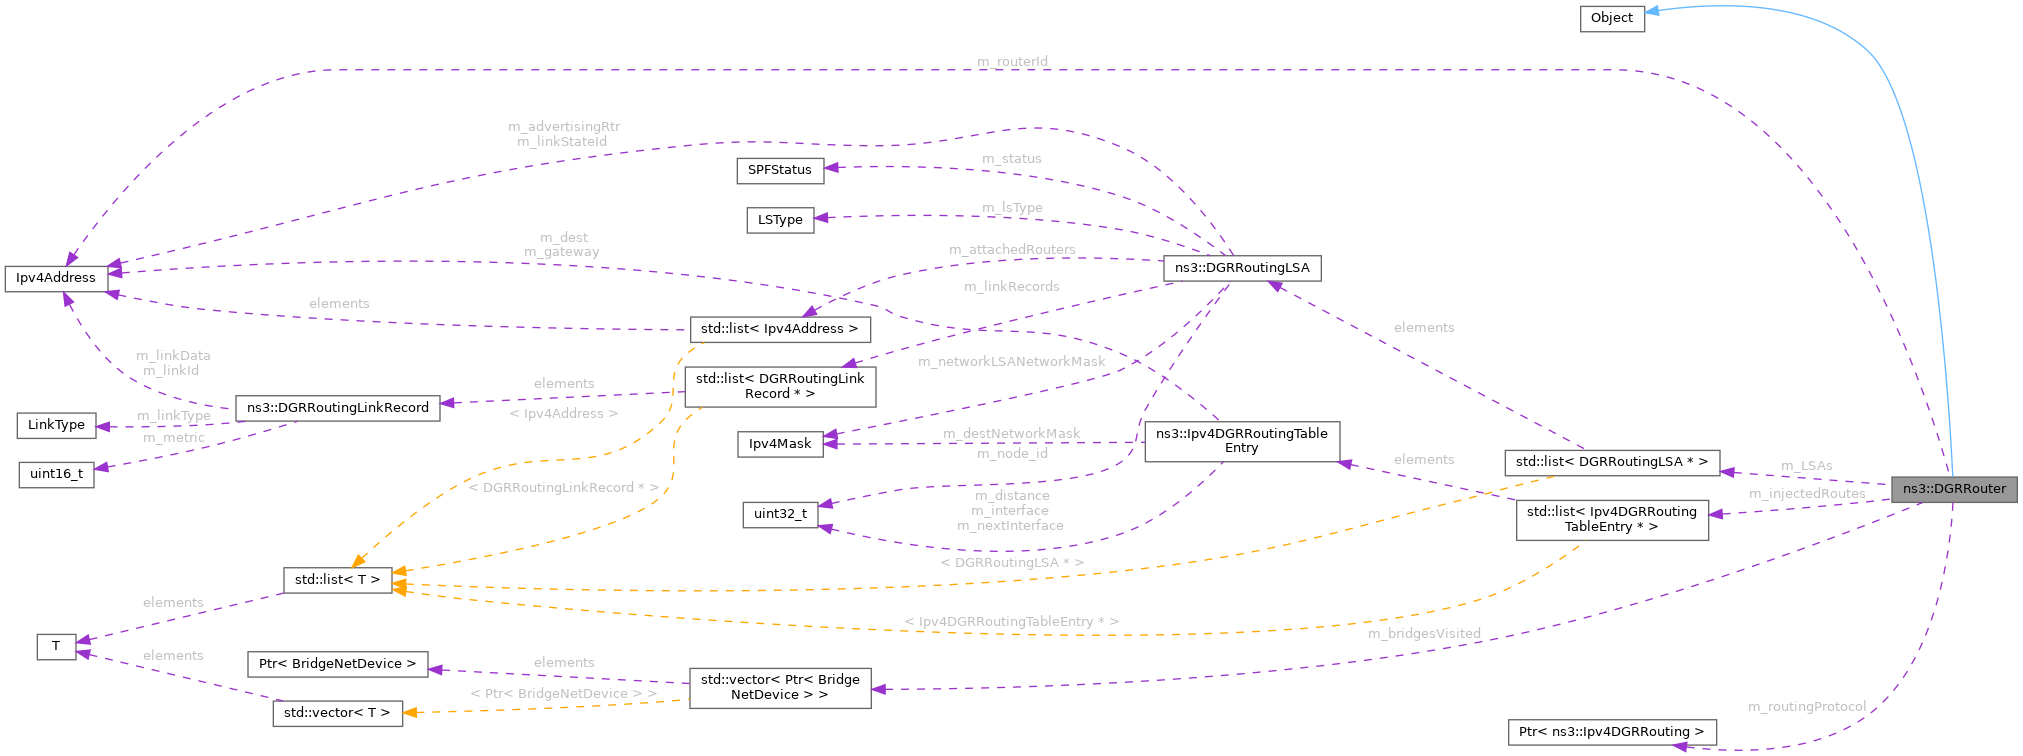 Object
m_routerId
m_advertisingRtr
m_linkStateId
m_status
SPFStatus
m_lsType
LSType
m_dest
m_gateway
m_attachedRouters
ns3::DGRRoutingLSA
Ipv4Address
m_linkRecords
elements
std::list< Ipv4Address >
elements
m_linkData
m_linkId
m_networkLSANetworkMask
std::list< DGRRoutingLink
Record * >
elements
ns3::DGRRoutingLinkRecord
< Ipv4Address >
m_linkType
LinkType
m_metric
m_destNetworkMask
ns3::Ipv4DGRRoutingTable
Entry
Ipv4Mask
m_node_id
elements
std::list< DGRRoutingLSA * >
m_LSAs
uint16_t
< DGRRoutingLinkRecord * >
ns3::DGRRouter
m_injectedRoutes
m_distance
m_interface
m_nextInterface
uint32_t
std::list< Ipv4DGRRouting
TableEntry * >
< DGRRoutingLSA * >
std::list< T >
elements
< Ipv4DGRRoutingTableEntry * >
m_bridgesVisited
T
elements
Ptr< BridgeNetDevice >
elements
std::vector< Ptr< Bridge
NetDevice > >
< Ptr< BridgeNetDevice > >
std::vector< T >
m_routingProtocol
Ptr< ns3::Ipv4DGRRouting >